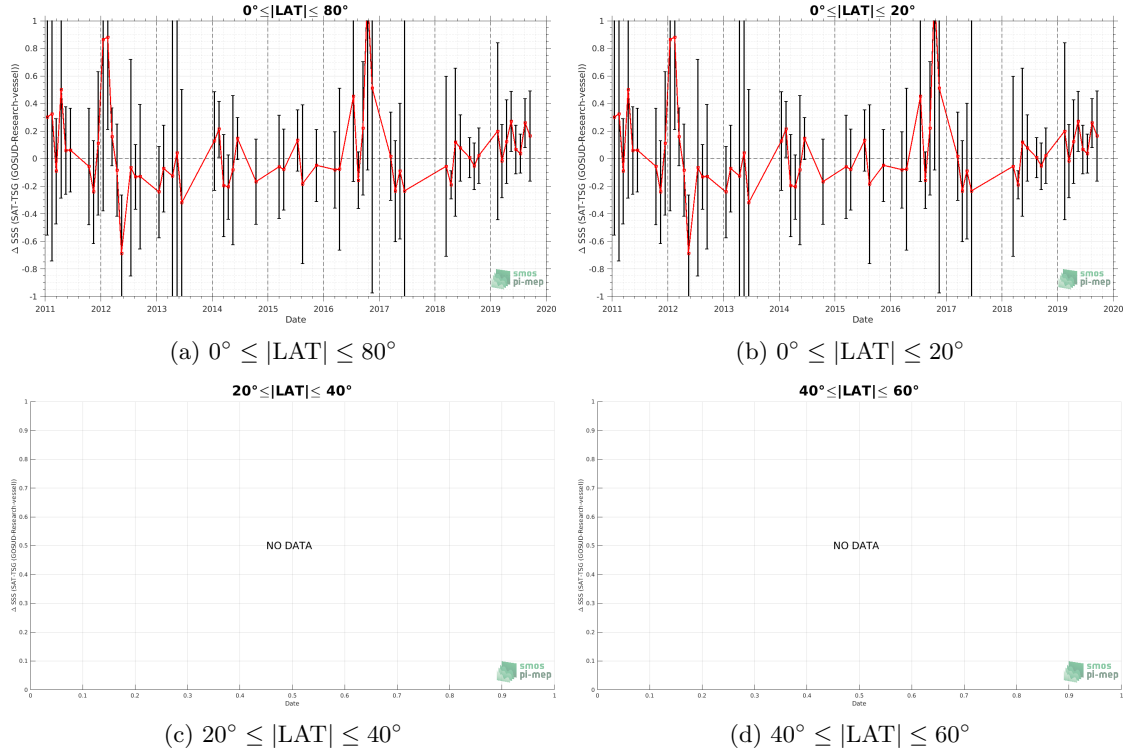 0°≤|LAT|≤ 80°
Δ SSS (SAT-TSG (GOSUD-Research-vessel))
1
0.8
0.6
0.4
0.2
0
-0.2
-0.4
-0.6
-0.8
-1
2011 2012 2013 2014 2015 2016 2017 2018 2019 2020
Date
smos
pi-mep
(a) 0° ≤ |LAT| ≤ 80°
0°≤|LAT|≤ 20°
Δ SSS (SAT-TSG (GOSUD-Research-vessel))
1
0.8
0.6
0.4
0.2
0
-0.2
-0.4
-0.6
-0.8
-1
2011 2012 2013 2014 2015 2016 2017 2018 2019 2020
Date
smos
pi-mep
(b) 0° ≤ |LAT| ≤ 20°
20°≤|LAT|≤ 40°
Δ SSS (SAT-TSG (GOSUD-Research-vessel))
1
0.9
0.8
0.7
0.6
0.5
0.4
0.3
0.2
0.1
0
NO DATA
0 0.1 0.2 0.3 0.4 0.5 0.6 0.7 0.8 0.9 1
Date
smos
pi-mep
(c) 20° ≤ |LAT| ≤ 40°
40°≤|LAT|≤ 60°
Δ SSS (SAT-TSG (GOSUD-Research-vessel))
1
0.9
0.8
0.7
0.6
0.5
0.4
0.3
0.2
0.1
0
NO DATA
0 0.1 0.2 0.3 0.4 0.5 0.6 0.7 0.8 0.9 1
Date
smos
pi-mep
(d) 40° ≤ |LAT| ≤ 60°